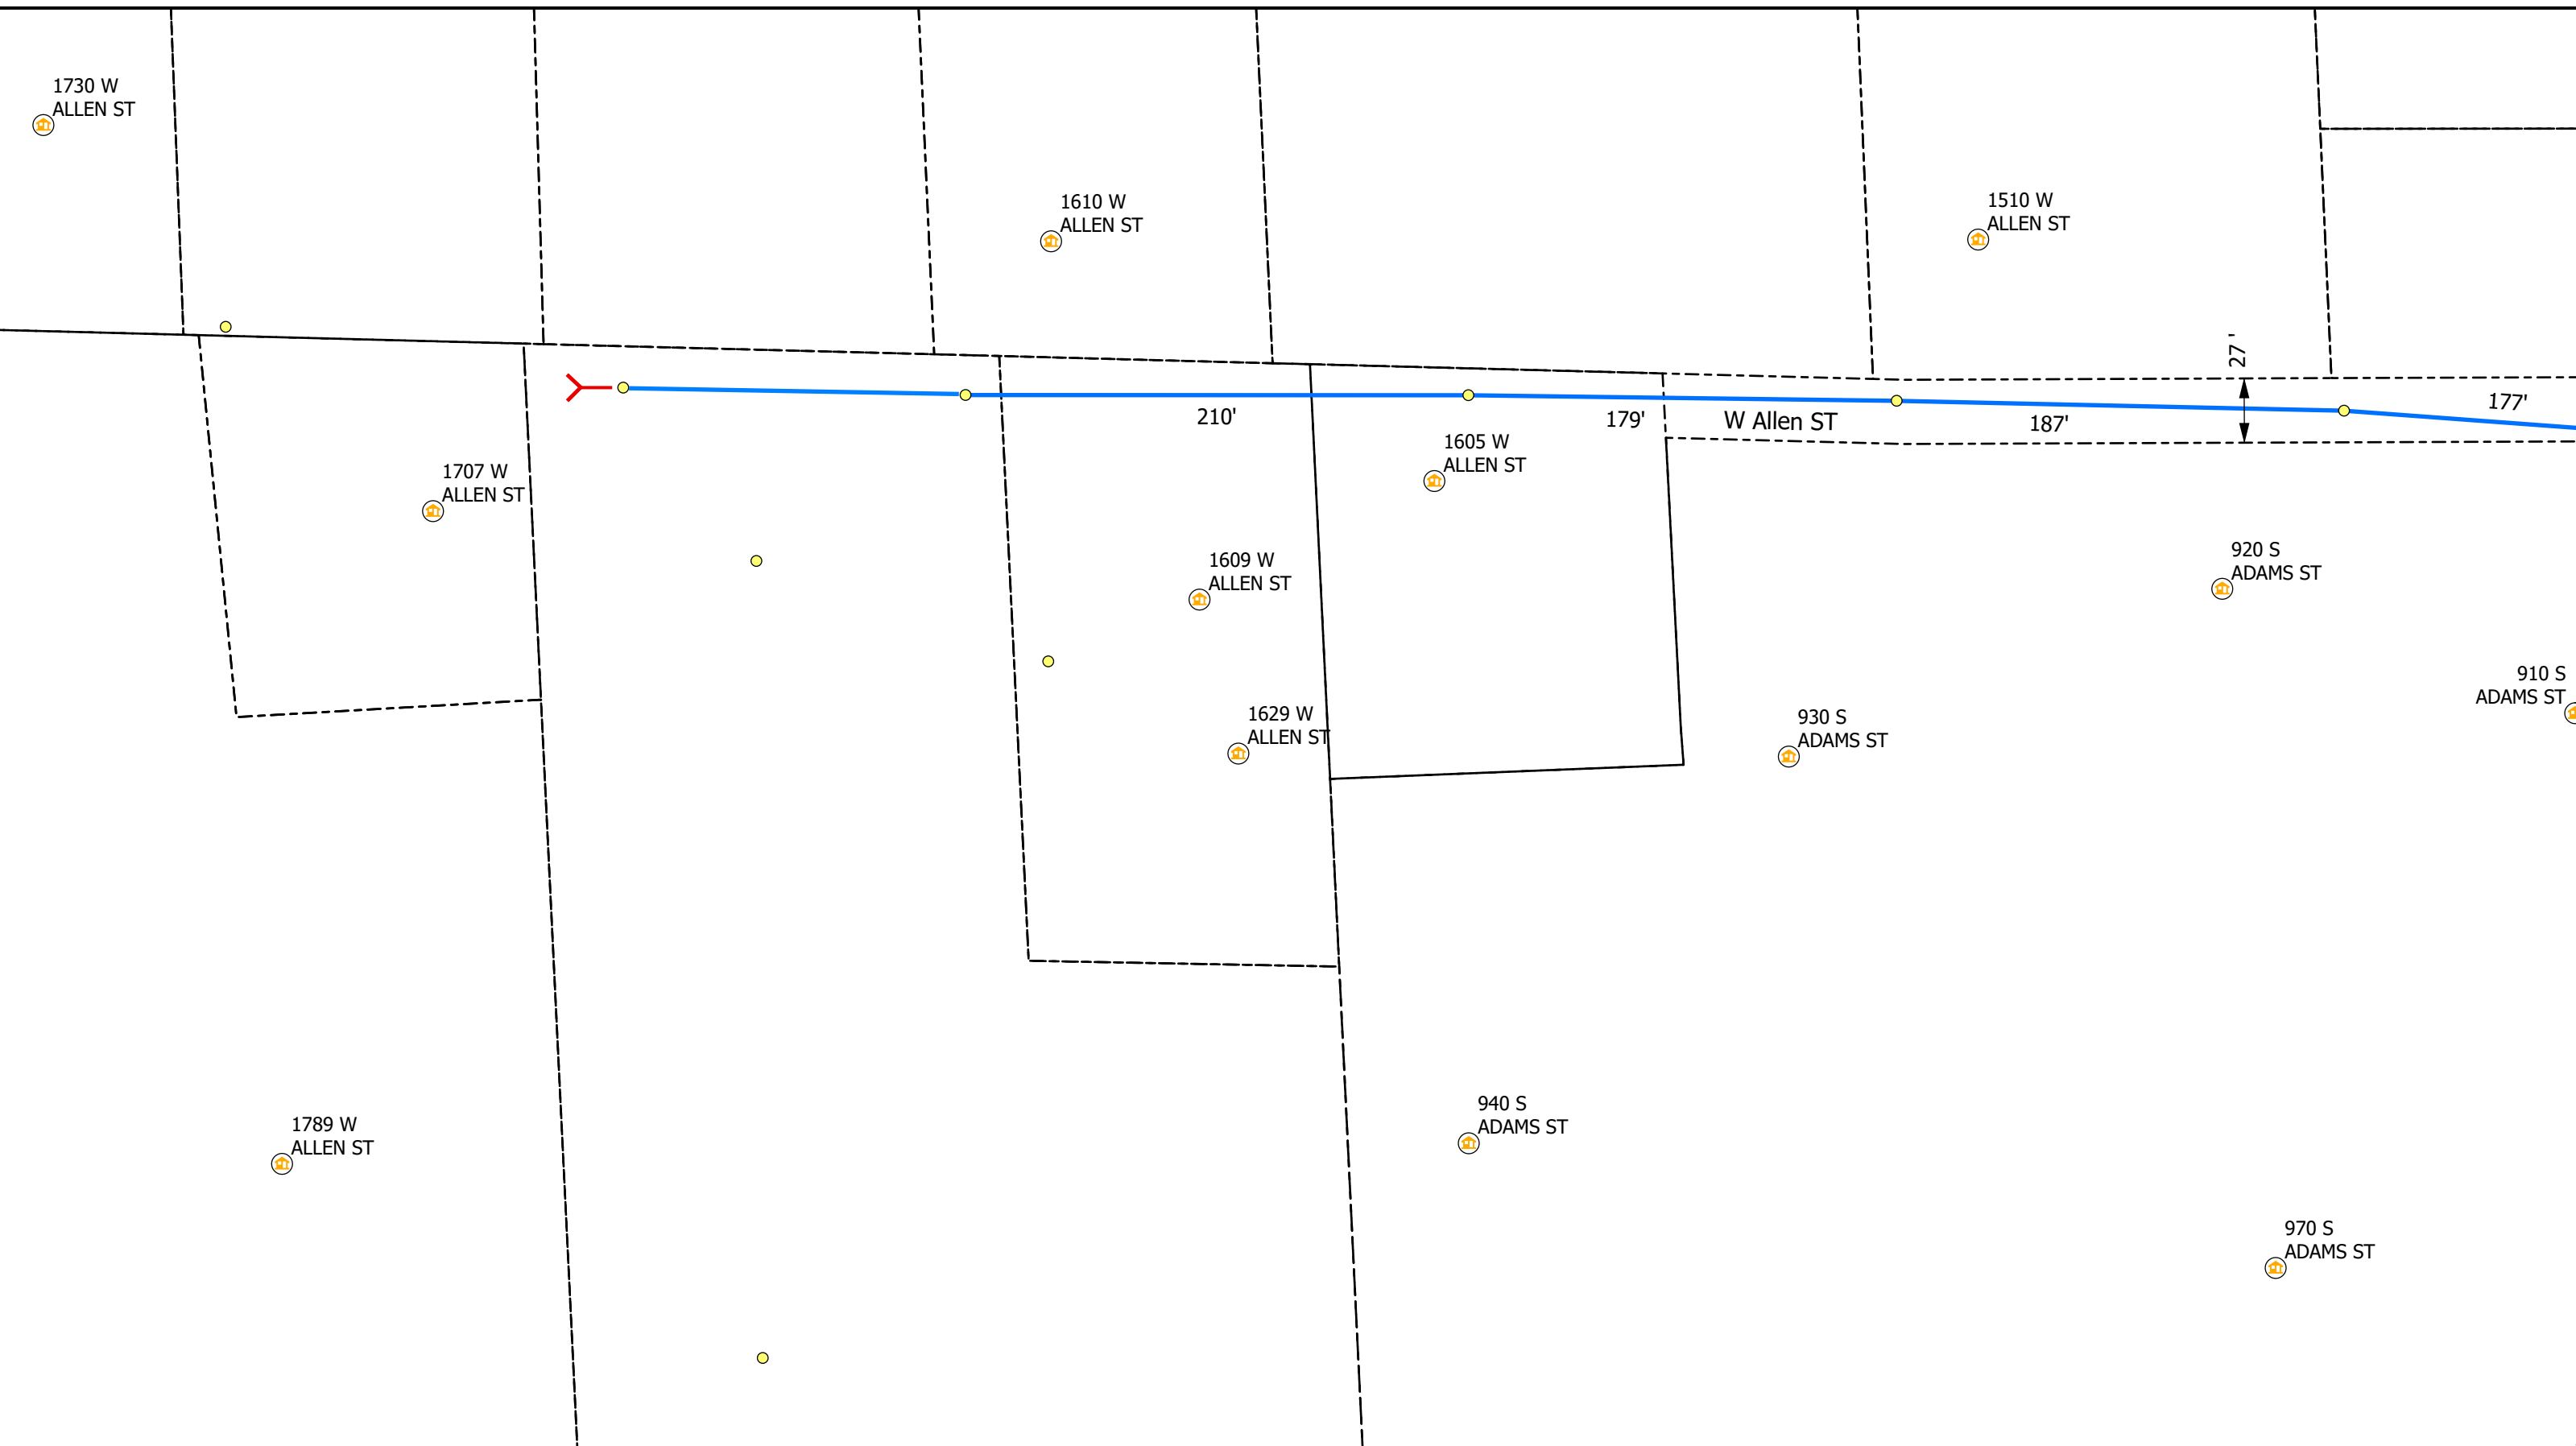 1730 W
ALLEN ST
1610 W
ALLEN ST
1510 W
ALLEN ST
27 '
177'
210'
179'
W Allen ST
187'
1605 W
ALLEN ST
1707 W
ALLEN ST
1609 W
ALLEN ST
920 S
ADAMS ST
910 S
ADAMS ST
1629 W
ALLEN ST
930 S
ADAMS ST
940 S
ADAMS ST
1789 W
ALLEN ST
970 S
ADAMS ST